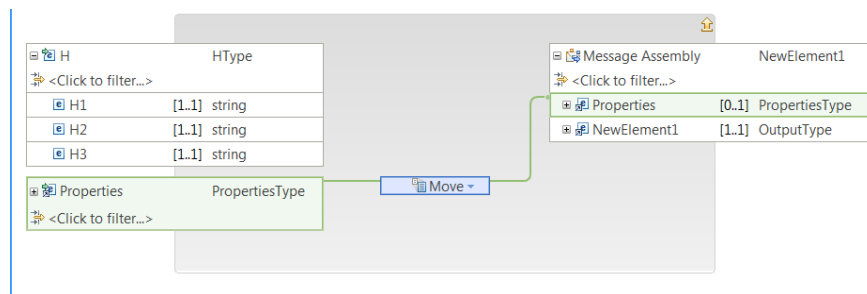 H HType
<Click to filter...>
H1 [1..1] string
H2 [1..1] string
H3 [1..1] string
Properties PropertiesType
<Click to filter...>
Move
Message Assembly NewElement1
<Click to filter...>
Properties [0..1] PropertiesType
NewElement1 [1..1] OutputType